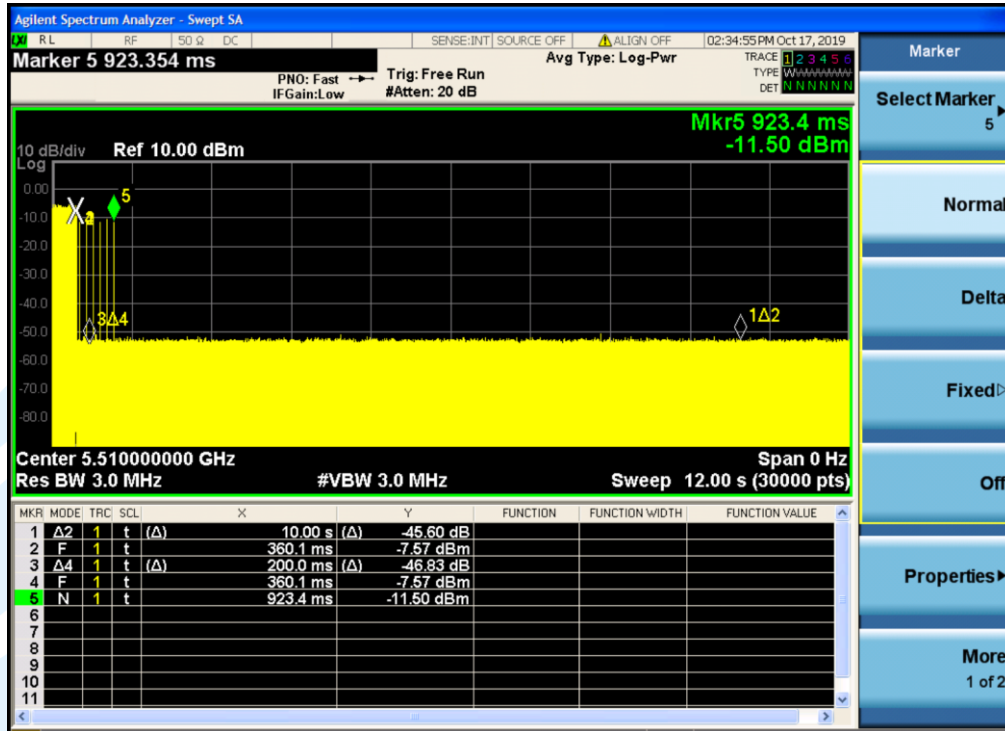 Agilent Spectrum Analyzer - Swept SA
LXI RL RF 50 Ω DC SENSE:INT SOURCE OFF ALIGN OFF 02:34:55 PM Oct 17, 2019
Marker 5 923.354 ms
PNO: Fast
IFGain:Low
Trig: Free Run
#Atten: 20 dB
Avg Type: Log-Pwr
TRACE 1 2 3 4 5 6
TYPE
DET N N N N N N
Mkr5 923.4 ms
-11.50 dBm
10 dB/div Ref 10.00 dBm
Log
0.00
-10.0
-20.0
-30.0
-40.0
-50.0
-60.0
-70.0
-80.0
5
3Δ4
1Δ2
Center 5.510000000 GHz Span 0 Hz
Res BW 3.0 MHz #VBW 3.0 MHz Sweep 12.00 s (30000 pts)
MKR MODE TRC SCL X Y FUNCTION FUNCTION WIDTH FUNCTION VALUE
1 Δ2 1 t (Δ) 10.00 s (Δ) -45.60 dB
2 F 1 t 360.1 ms -7.57 dBm
3 Δ4 1 t (Δ) 200.0 ms (Δ) -46.83 dB
4 F 1 t 360.1 ms -7.57 dBm
5 N 1 t 923.4 ms -11.50 dBm
6
7
8
9
10
11
Marker
Select Marker
5
Normal
Delta
Fixed
Off
Properties
More
1 of 2